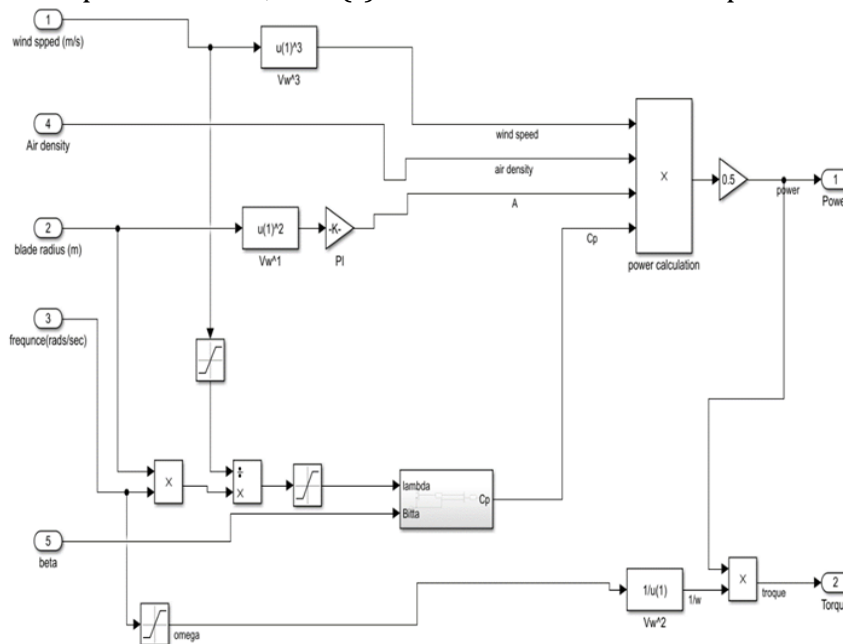 1
wind spped (m/s)
u(1)^3
Vw^3
4
Air density
wind speed
air density
A
Cp
X
power calculation
0.5
power
1
Powe
2
blade radius (m)
u(1)^2
Vw^1
-K-
PI
3
frequnce(rads/sec)
X
÷
X
lambda
Bitta
Cp
5
beta
omega
1/u(1)
Vw^2
1/w
X
troque
2
Torqu